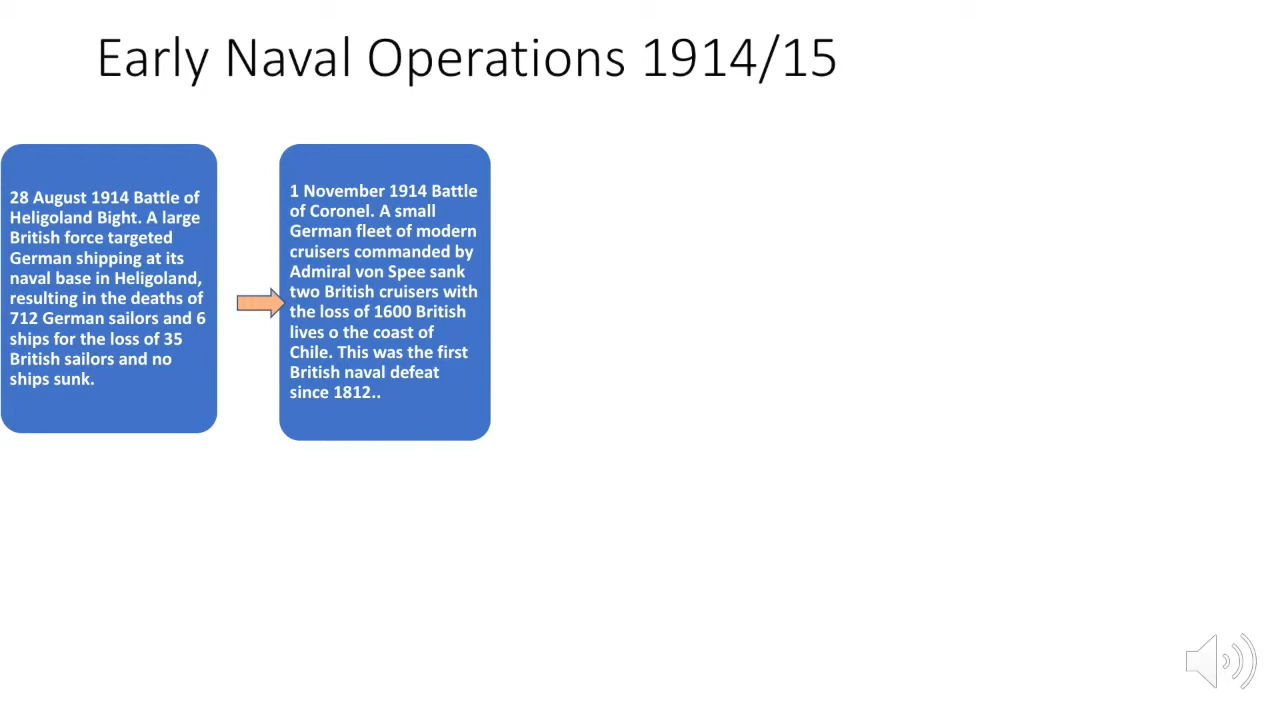 Early Naval Operations 1914/15
28 August 1914 Battle of
Heligoland Bight. A large
British force targeted
German shipping at its
naval base in Heligoland,
resulting in the deaths of
712 German sailors and 6
ships for the loss of 35
British sailors and no
ships sunk.
1 November 1914 Battle
of Coronel. A small
German fleet of modern
cruisers commanded by
Admiral von Spee sank
two British cruisers with
the loss of 1600 British
lives o the coast of
Chile. This was the first
British naval defeat
since 1812..